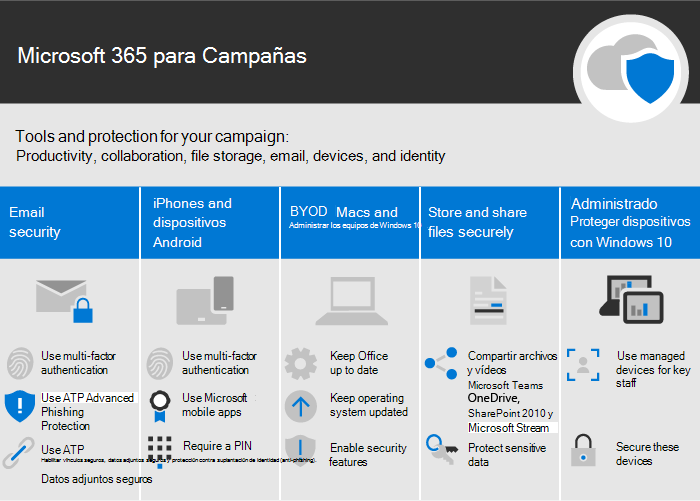 Microsoft 365 para Campañas
Tools and protection for your campaign:
Productivity, collaboration, file storage, email, devices, and identity
Email
security
iPhones and
dispositivos
Android
BYOD Macs and
Administrar los equipos de Windows 10
Store and share
files securely
Administrado
Proteger dispositivos
con Windows 10
Use multi-factor
authentication
Use ATP Advanced
Phishing
Protection
Use ATP
Habilitar vínculos seguros, datos adjuntos seguros y protección contra suplantación de identidad (anti-phishing).
Datos adjuntos seguros
Use multi-factor
authentication
Use Microsoft
mobile apps
Require a PIN
Keep Office
up to date
Keep operating
system updated
Enable security
features
Compartir archivos
y vídeos
Microsoft Teams
OneDrive,
SharePoint 2010 y
Microsoft Stream
Protect sensitive
data
Use managed
devices for key
staff
Secure these
devices